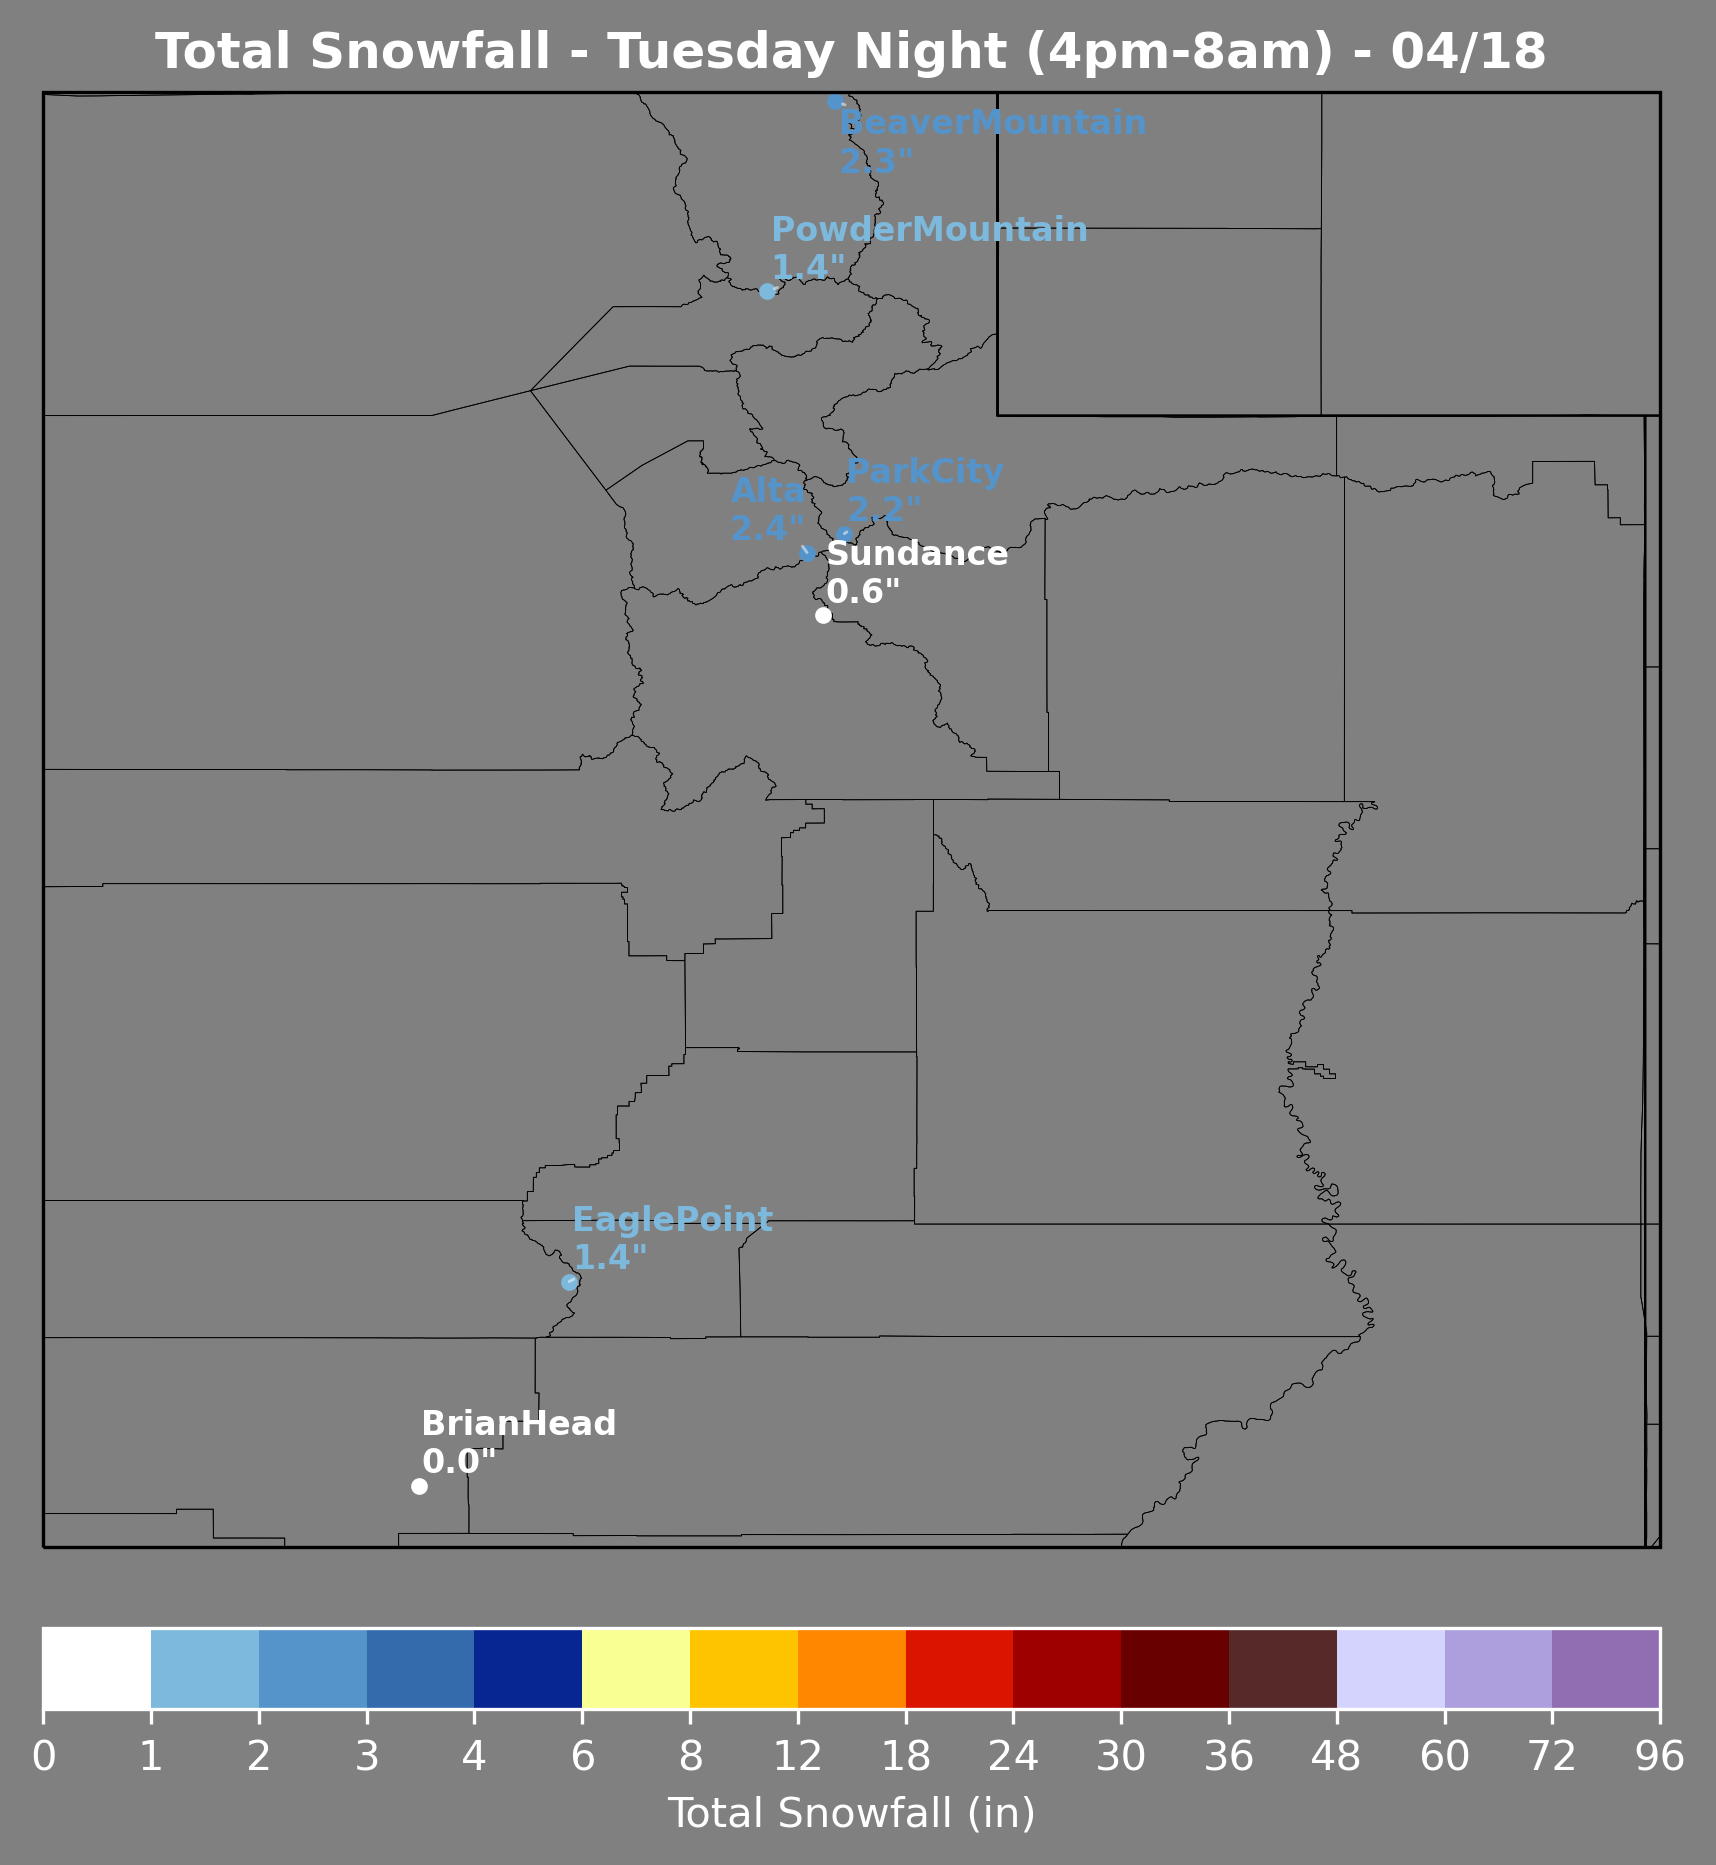 Total Snowfall - Tuesday Night (4pm-8am) - 04/18
BeaverMountain
2.3"
PowderMountain
1.4"
ParkCity
2.2"
Alta
2.4"
Sundance
0.6"
EaglePoint
1.4"
BrianHead
0.0"
0 1 2 3 4 6 8 12 18 24 30 36 48 60 72 96
Total Snowfall (in)